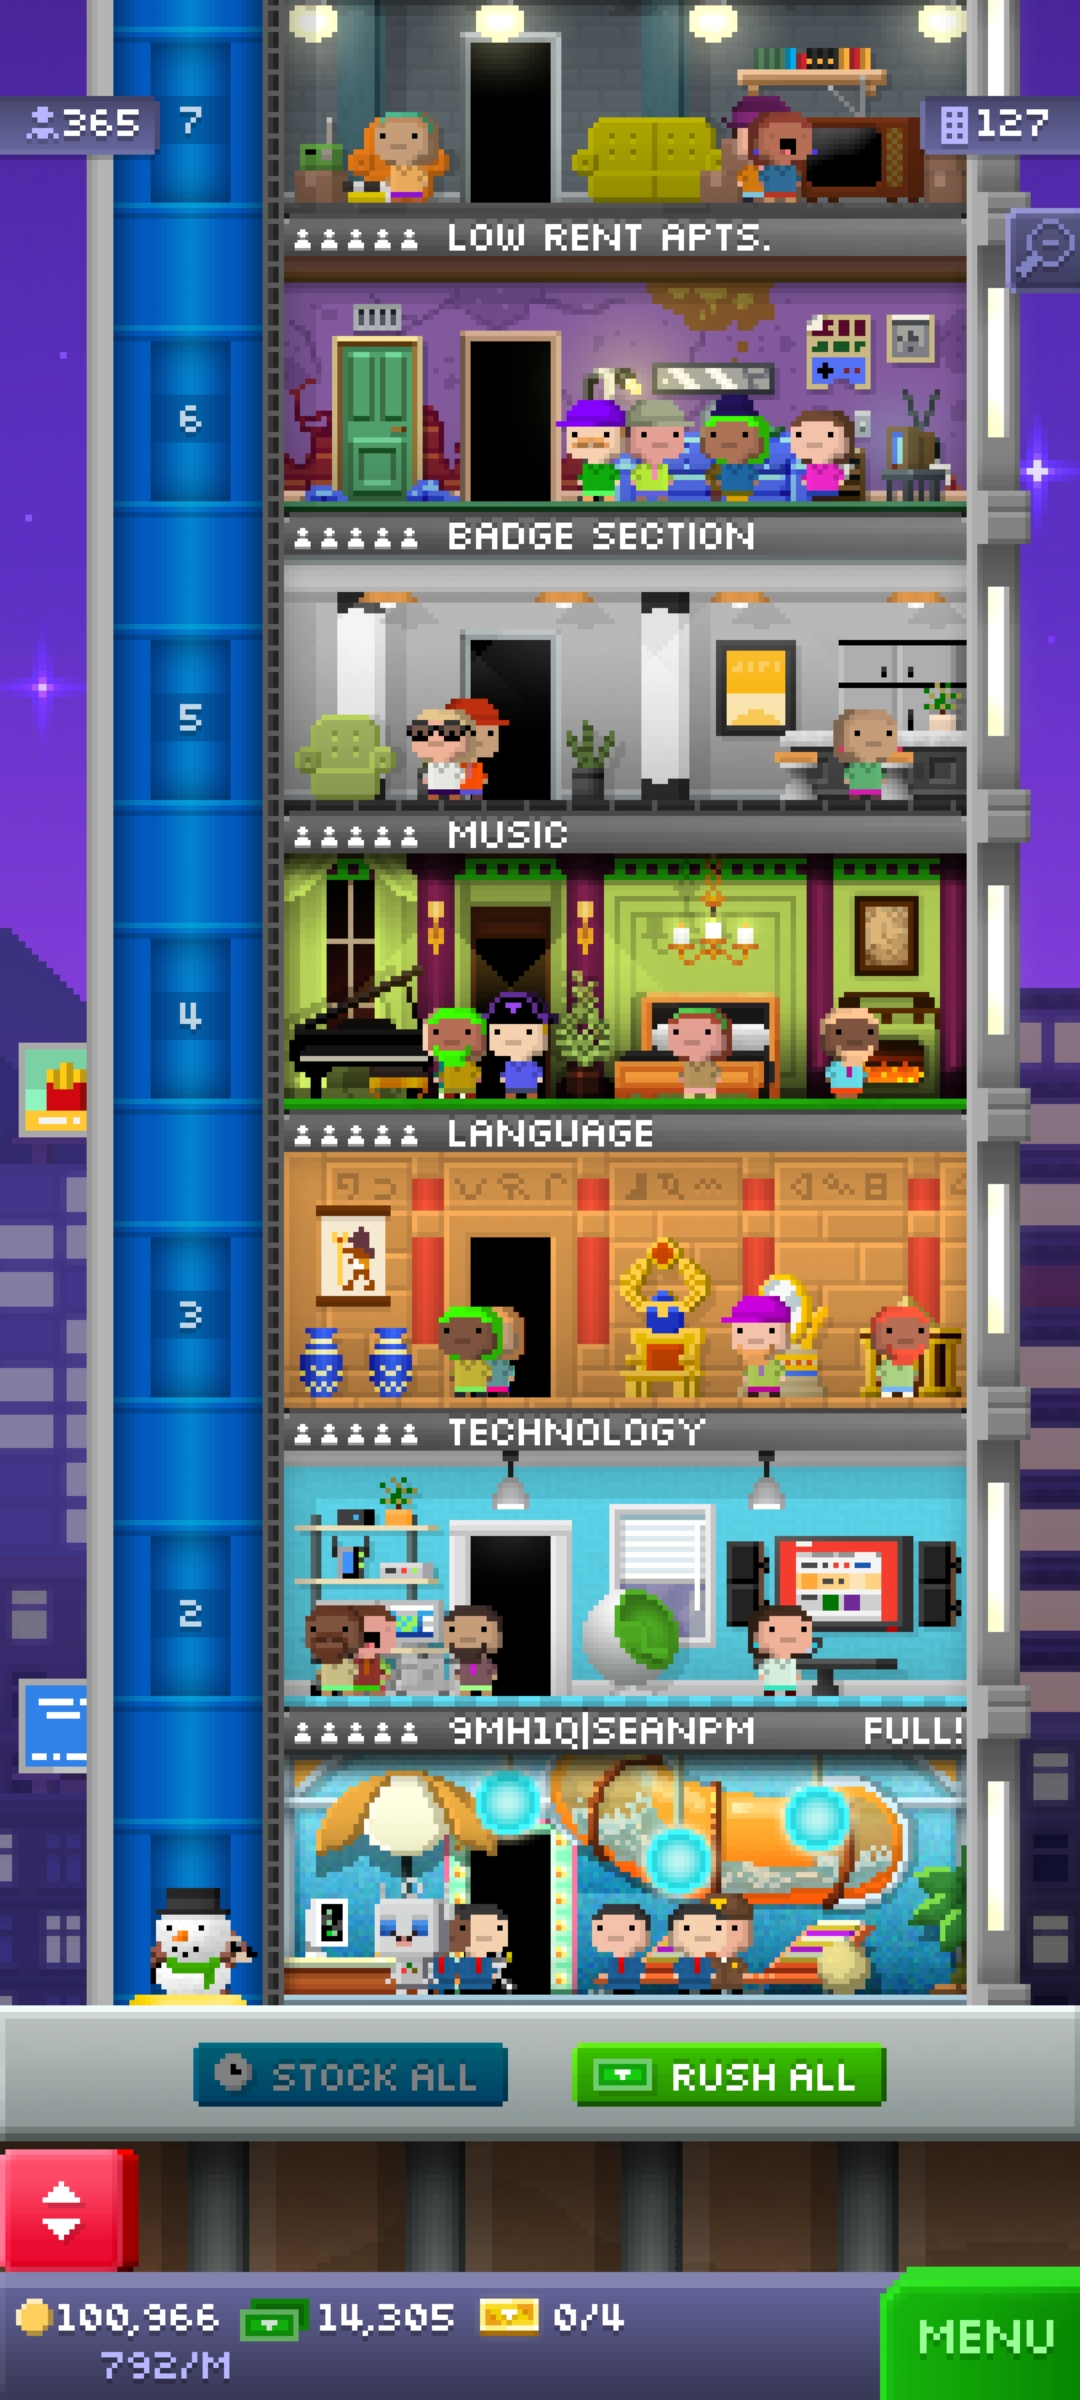 365
7
127
LOW RENT APTS.
6
BADGE SECTION
5
MUSIC
4
LANGUAGE
3
TECHNOLOGY
2
9MH1Q|SEANPM FULL!
STOCK ALL
RUSH ALL
100,966
14,305
0/4
792/M
MENU